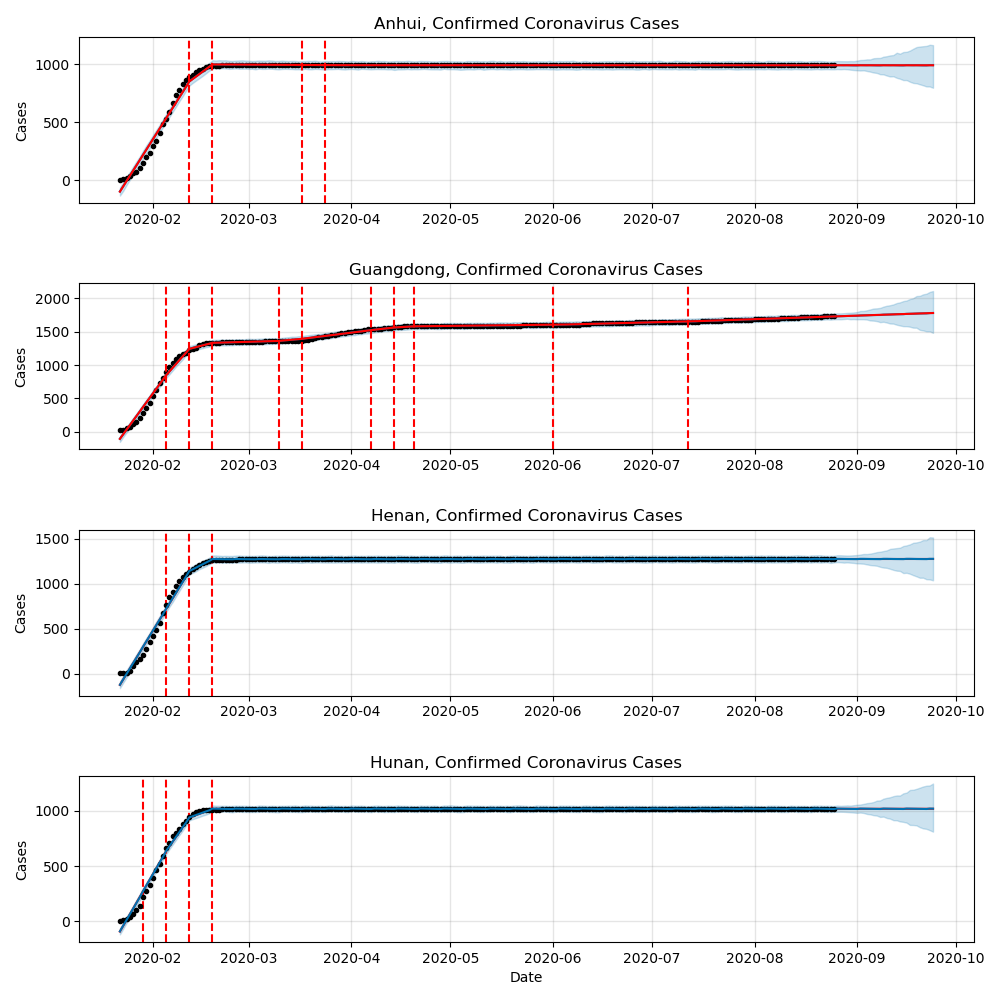 Anhui, Confirmed Coronavirus Cases
1000
500
0
Cases
2020-02 2020-03 2020-04 2020-05 2020-06 2020-07 2020-08 2020-09 2020-10
Guangdong, Confirmed Coronavirus Cases
2000
1500
1000
500
0
Cases
2020-02 2020-03 2020-04 2020-05 2020-06 2020-07 2020-08 2020-09 2020-10
Henan, Confirmed Coronavirus Cases
1500
1000
500
0
Cases
2020-02 2020-03 2020-04 2020-05 2020-06 2020-07 2020-08 2020-09 2020-10
Hunan, Confirmed Coronavirus Cases
1000
500
0
Cases
2020-02 2020-03 2020-04 2020-05 2020-06 2020-07 2020-08 2020-09 2020-10
Date